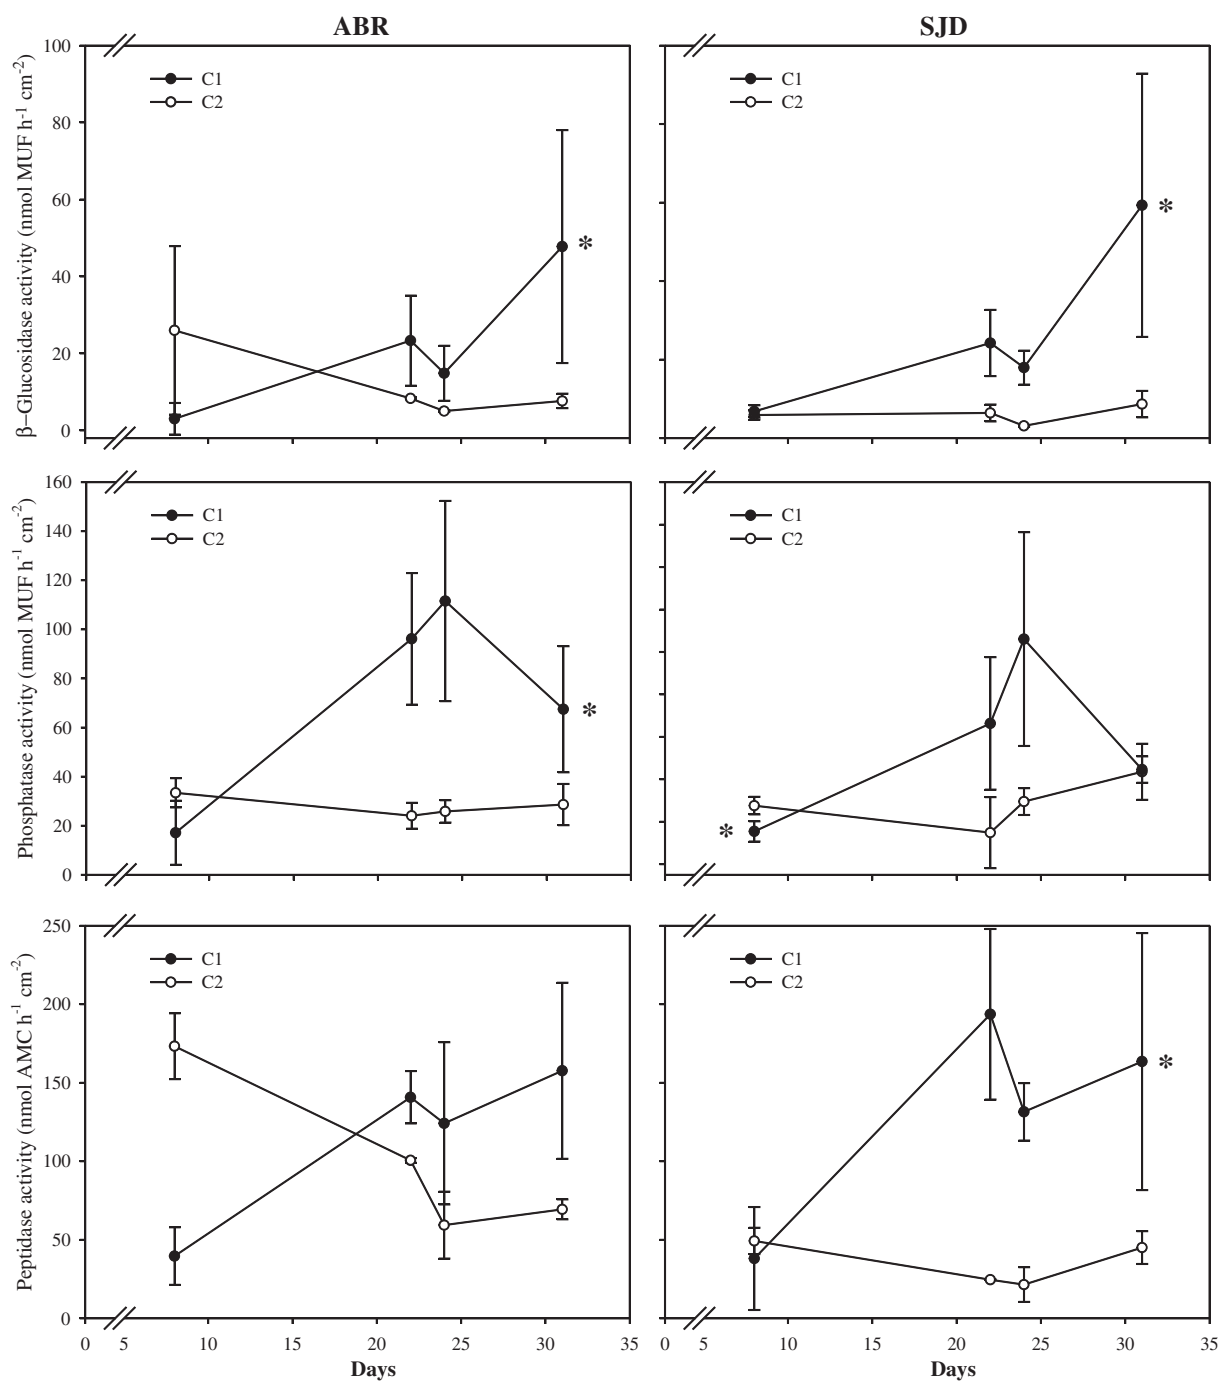 ABR
SJD
β–Glucosidase activity (nmol MUF h-1 cm-2)
100
80
60
40
20
0
C1
C2
*
C1
C2
*
Phosphatase activity (nmol MUF h-1 cm-2)
160
140
120
100
80
60
40
20
0
C1
C2
*
C1
C2
*
Peptidase activity (nmol AMC h-1 cm-2)
250
200
150
100
50
0
C1
C2
C1
C2
*
0 5 10 15 20 25 30 35
0 5 10 15 20 25 30 35
Days
Days